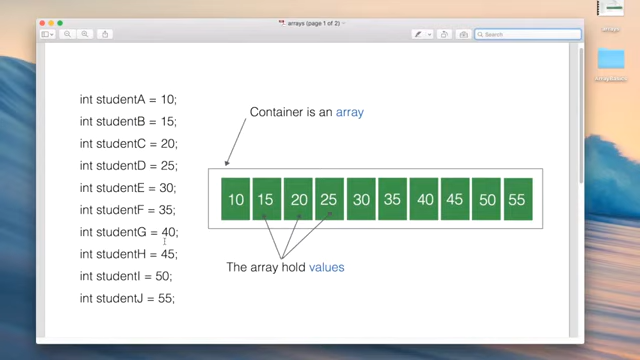 arrays (page 1 of 2)
Search
arrays
ArrayBasics
int studentA = 10;
int studentB = 15;
int studentC = 20;
int studentD = 25;
int studentE = 30;
int studentF = 35;
int studentG = 40;
int studentH = 45;
int studentI = 50;
int studentJ = 55;
Container is an array
10 15 20 25 30 35 40 45 50 55
The array hold values